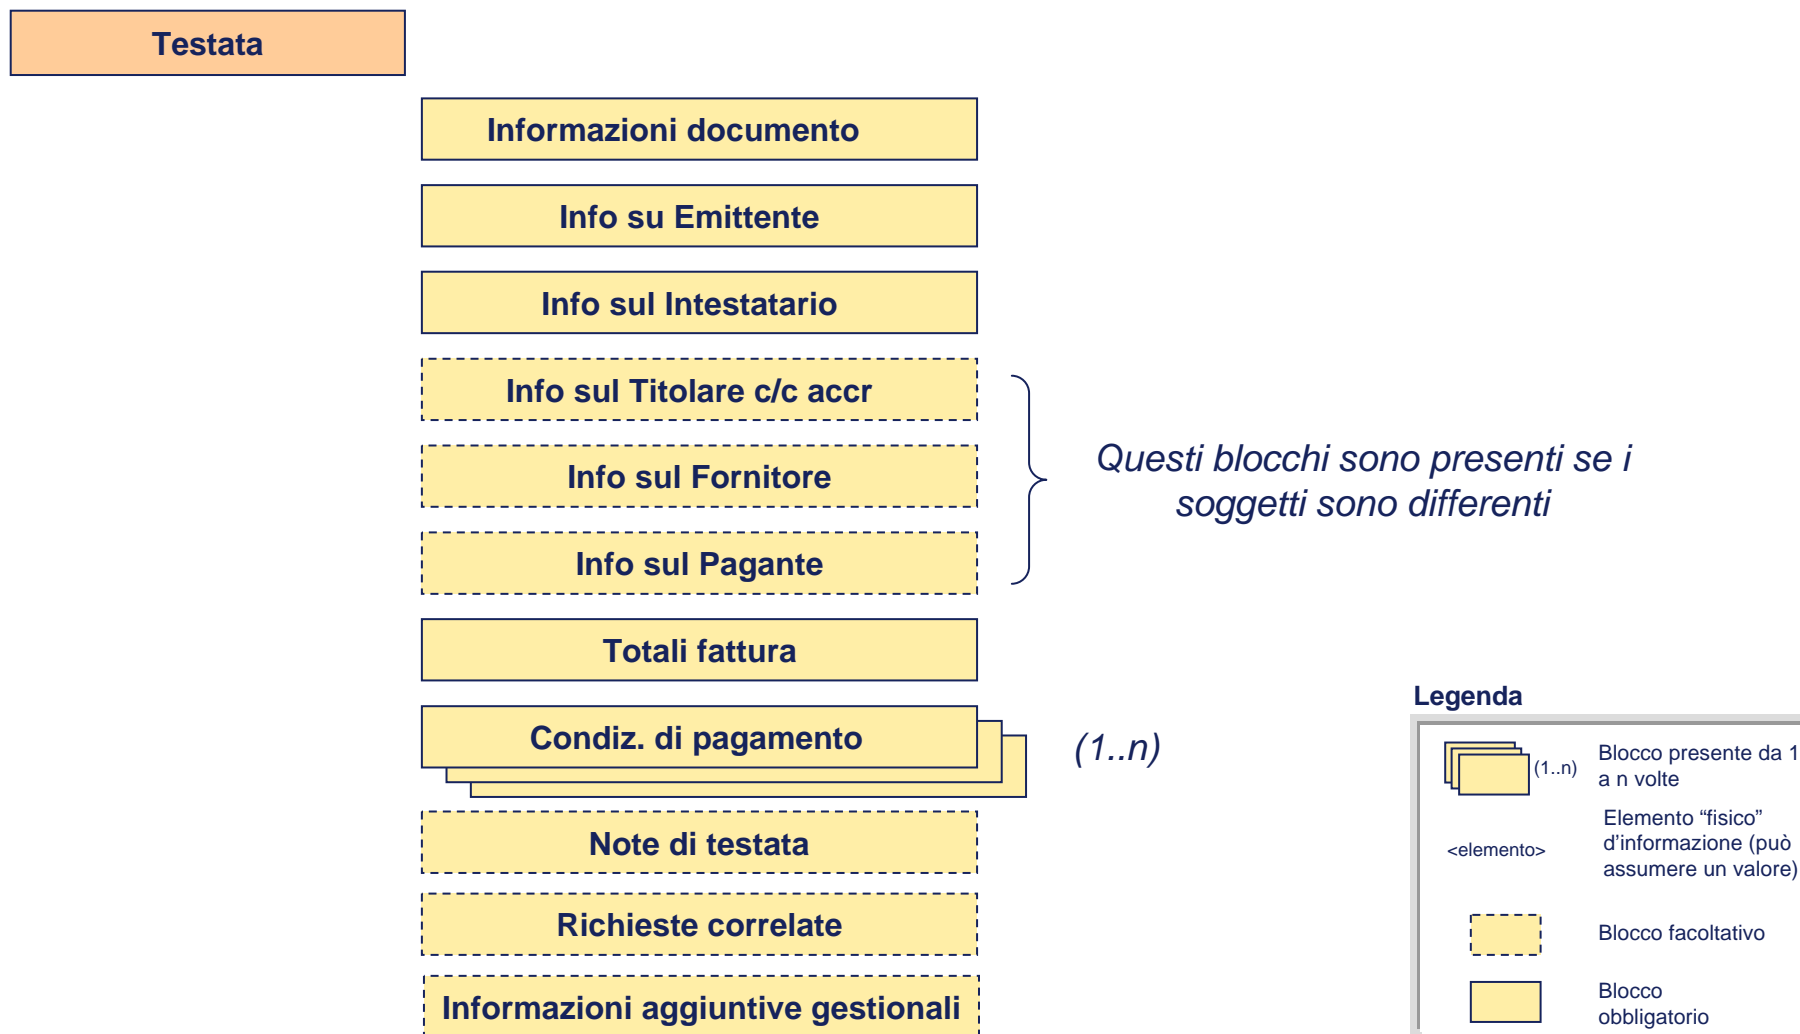 Testata
Informazioni documento
Info su Emittente
Info sul Intestatario
Info sul Titolare c/c accr
Info sul Fornitore
Info sul Pagante
Questi blocchi sono presenti se i
soggetti sono differenti
Totali fattura
Condiz. di pagamento
(1..n)
Note di testata
Richieste correlate
Informazioni aggiuntive gestionali
Legenda
(1..n)
Blocco presente da 1
a n volte
<elemento>
Elemento “fisico”
d’informazione (può
assumere un valore)
Blocco facoltativo
Blocco
obbligatorio